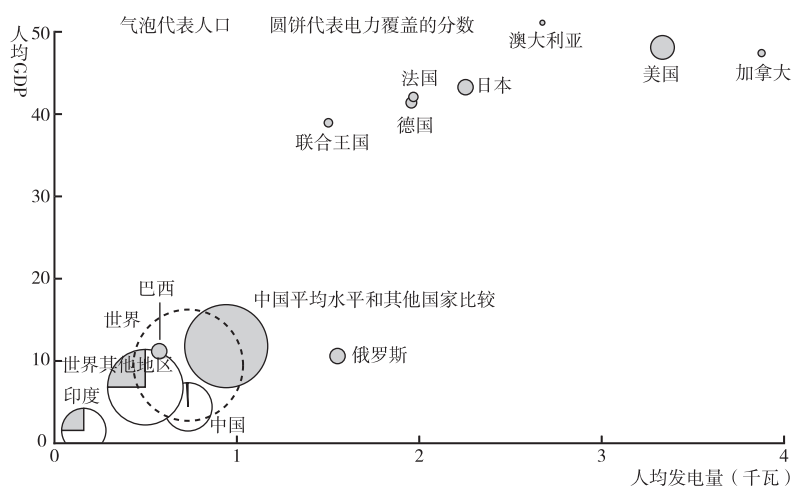 气泡代表人口 圆饼代表电力覆盖的分数
人均GDP
50
40
30
20
10
0
澳大利亚
美国
加拿大
法国
日本
德国
联合王国
巴西
世界
中国平均水平和其他国家比较
世界其他地区
俄罗斯
印度
中国
0 1 2 3 4
人均发电量（千瓦）